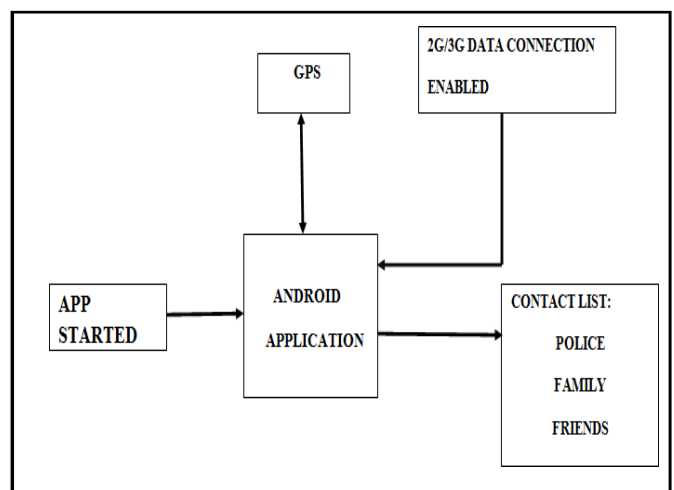 GPS
2G/3G DATA CONNECTION
ENABLED
APP
STARTED
ANDROID
APPLICATION
CONTACT LIST:
POLICE
FAMILY
FRIENDS